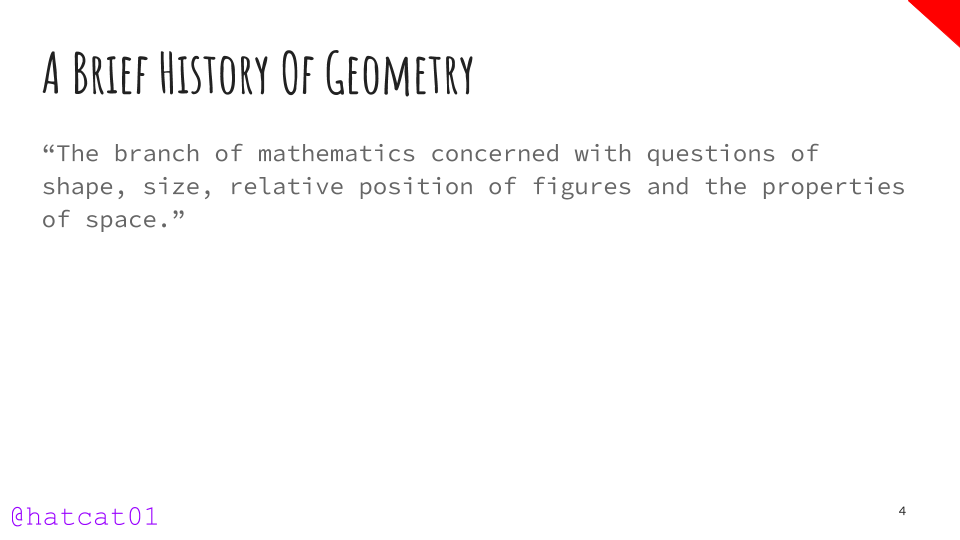 A Brief History Of Geometry
“The branch of mathematics concerned with questions of
shape, size, relative position of figures and the properties
of space.”
@hatcat01
4